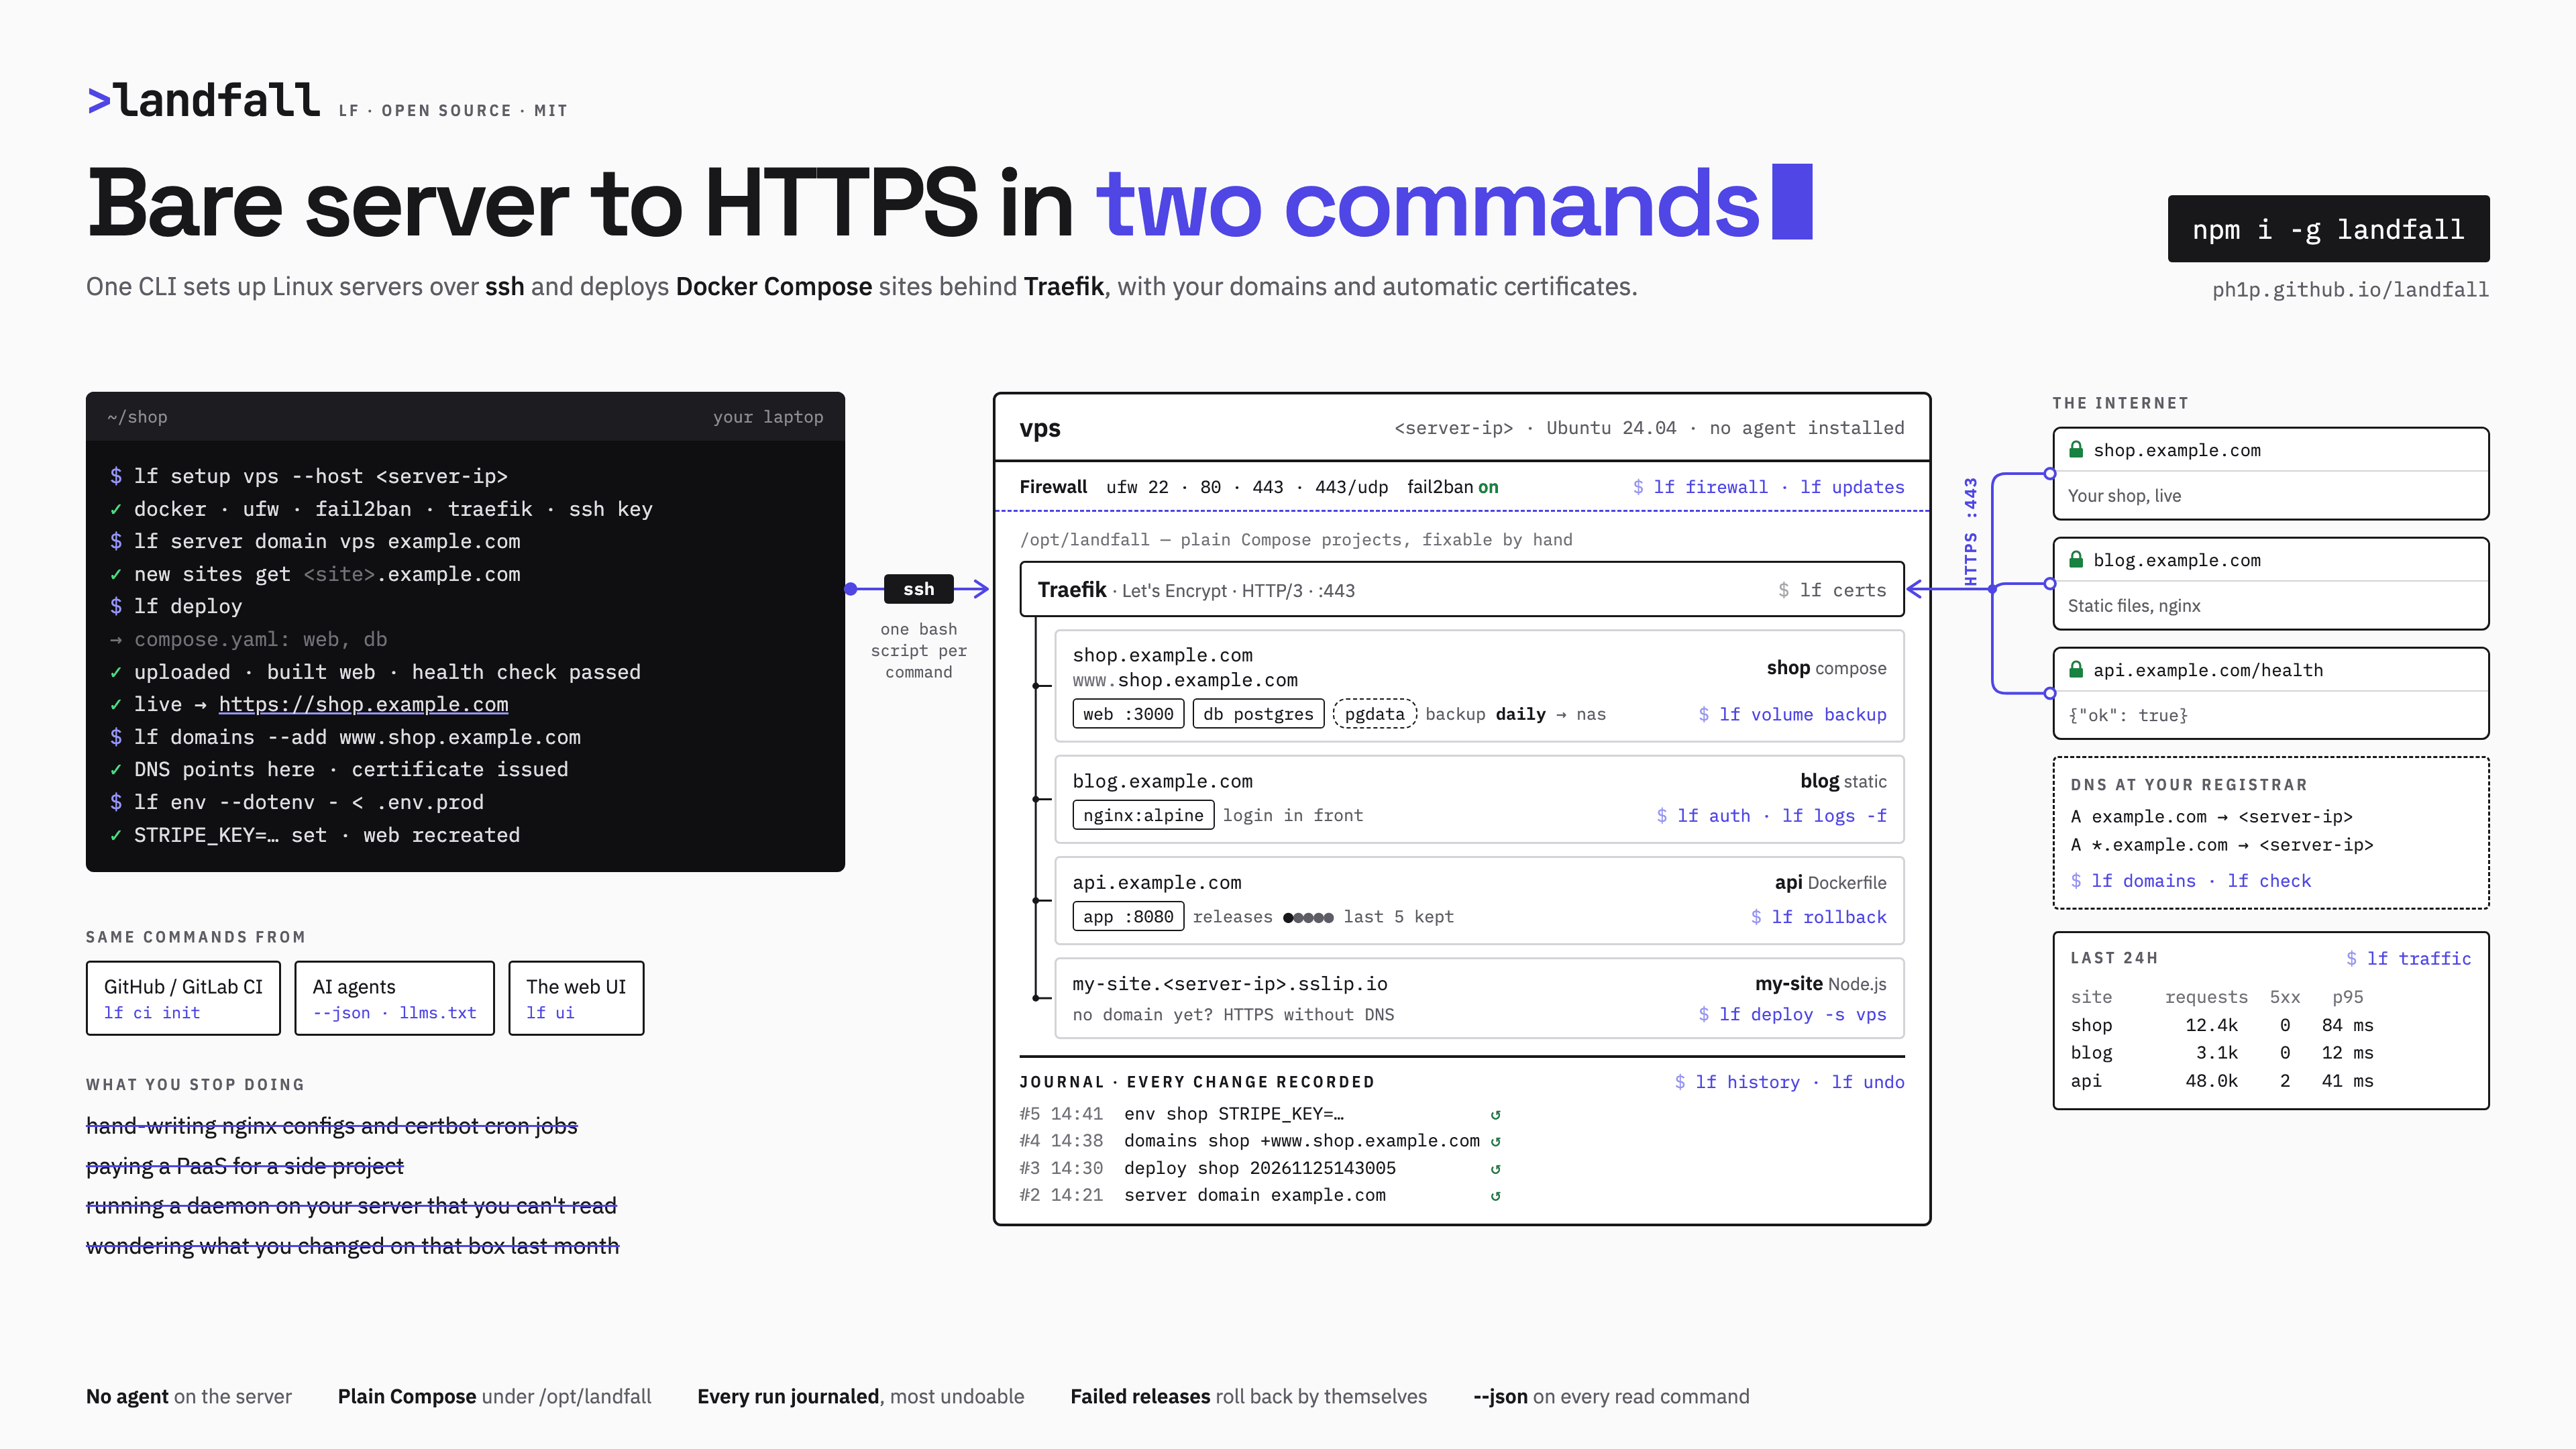 >landfall LF · OPEN SOURCE · MIT
Bare server to HTTPS in two commands
One CLI sets up Linux servers over ssh and deploys Docker Compose sites behind Traefik, with your domains and automatic certificates.
npm i -g landfall
ph1p.github.io/landfall
~/shop your laptop
$ lf setup vps --host <server-ip>
✓ docker · ufw · fail2ban · traefik · ssh key
$ lf server domain vps example.com
✓ new sites get <site>.example.com
$ lf deploy
→ compose.yaml: web, db
✓ uploaded · built web · health check passed
✓ live → https://shop.example.com
$ lf domains --add www.shop.example.com
✓ DNS points here · certificate issued
$ lf env --dotenv - < .env.prod
✓ STRIPE_KEY=… set · web recreated
ssh
one bash
script per
command
SAME COMMANDS FROM
GitHub / GitLab CI
lf ci init
AI agents
--json · llms.txt
The web UI
lf ui
WHAT YOU STOP DOING
hand-writing nginx configs and certbot cron jobs
paying a PaaS for a side project
running a daemon on your server that you can't read
wondering what you changed on that box last month
vps <server-ip> · Ubuntu 24.04 · no agent installed
Firewall ufw 22 · 80 · 443 · 443/udp fail2ban on $ lf firewall · lf updates
/opt/landfall — plain Compose projects, fixable by hand
Traefik · Let's Encrypt · HTTP/3 · :443 $ lf certs
shop.example.com
www.shop.example.com
shop compose
web :3000 db postgres pgdata backup daily → nas $ lf volume backup
blog.example.com blog static
nginx:alpine login in front $ lf auth · lf logs -f
api.example.com api Dockerfile
app :8080 releases ●●●●● last 5 kept $ lf rollback
my-site.<server-ip>.sslip.io my-site Node.js
no domain yet? HTTPS without DNS $ lf deploy -s vps
JOURNAL · EVERY CHANGE RECORDED $ lf history · lf undo
#5 14:41 env shop STRIPE_KEY=… ↺
#4 14:38 domains shop +www.shop.example.com ↺
#3 14:30 deploy shop 20261125143005 ↺
#2 14:21 server domain example.com ↺
HTTPS :443
THE INTERNET
shop.example.com
Your shop, live
blog.example.com
Static files, nginx
api.example.com/health
{"ok": true}
DNS AT YOUR REGISTRAR
A example.com → <server-ip>
A *.example.com → <server-ip>
$ lf domains · lf check
LAST 24H $ lf traffic
site requests 5xx p95
shop 12.4k 0 84 ms
blog 3.1k 0 12 ms
api 48.0k 2 41 ms
No agent on the server Plain Compose under /opt/landfall Every run journaled, most undoable Failed releases roll back by themselves --json on every read command